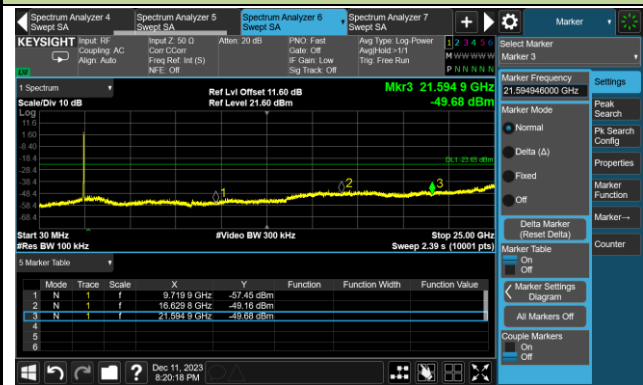 Spectrum Analyzer 4
Swept SA
Spectrum Analyzer 5
Swept SA
Spectrum Analyzer 6
Swept SA
Spectrum Analyzer 7
Swept SA
Marker
KEYSIGHT
Input: RF
Coupling: AC
Align: Auto
Input Z: 50 Ω
Corr CCorr
Freq Ref: Int (S)
NFE: Off
Atten: 20 dB
PNO: Fast
Gate: Off
IF Gain: Low
Sig Track: Off
Avg Type: Log-Power
Avg|Hold:>1/1
Trig: Free Run
1 2 3 4 5 6
M W W W W W
P N N N N N
Select Marker
Marker 3
1 Spectrum
Scale/Div 10 dB
Ref Lvl Offset 11.60 dB
Ref Level 21.60 dBm
Mkr3 21.594 9 GHz
-49.68 dBm
Log
11.6
1.60
-8.40
-18.4
-28.4
-38.4
-48.4
-58.4
-68.4
DL1 -23.65 dBm
1
2
3
Start 30 MHz
#Res BW 100 kHz
#Video BW 300 kHz
Stop 25.00 GHz
Sweep 2.39 s (10001 pts)
5 Marker Table
Mode Trace Scale X Y Function Function Width Function Value
1 N 1 f 9.719 9 GHz -57.45 dBm
2 N 1 f 16.629 8 GHz -49.16 dBm
3 N 1 f 21.594 9 GHz -49.68 dBm
4
5
6
Marker Frequency
21.594946000 GHz
Marker Mode
Normal
Delta (Δ)
Fixed
Off
Delta Marker
(Reset Delta)
Marker Table
On
Off
Marker Settings
Diagram
All Markers Off
Couple Markers
On
Off
Settings
Peak
Search
Pk Search
Config
Properties
Marker
Function
Marker→
Counter
?
Dec 11, 2023
8:20:18 PM